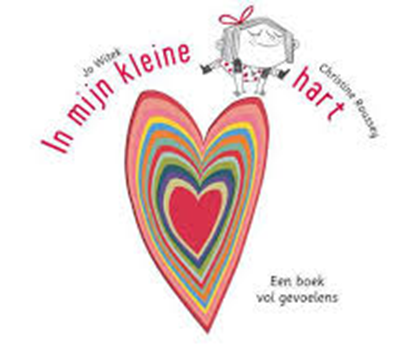 Jo Witek
In mijn kleine hart
Christine Roussey
Een boek
vol gevoelens